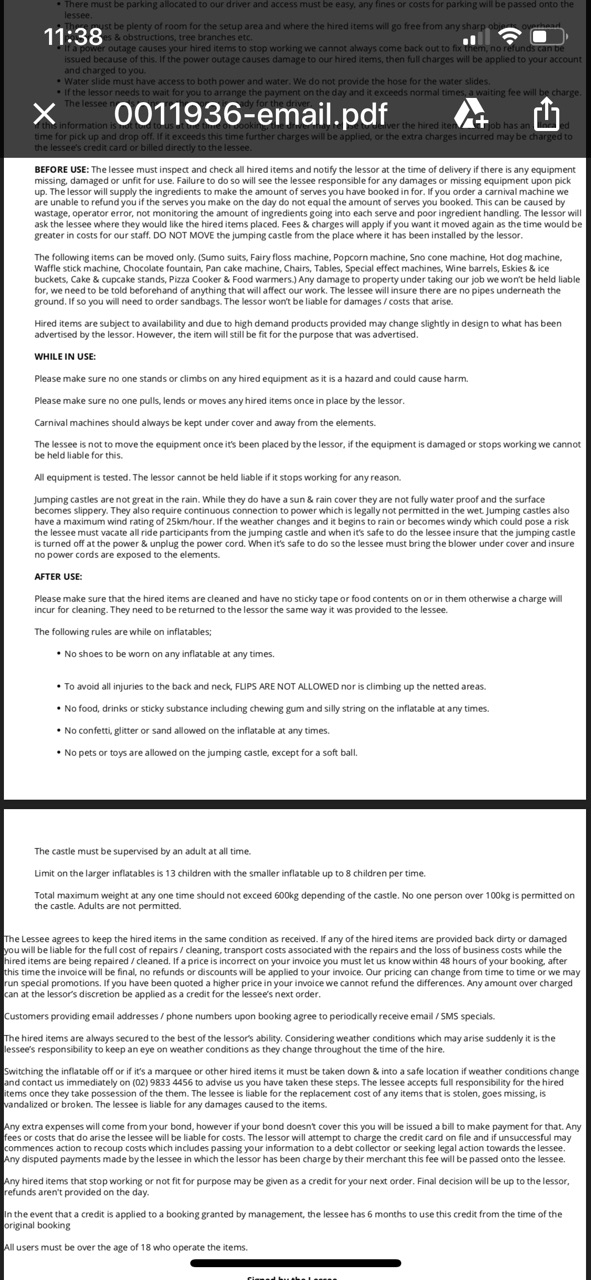 • There must be parking allocated to our driver and access must be easy, any fines or costs for parking will be passed onto the
lessee.
• There must be plenty of room for the setup area and where the hired items will go free from any sharp objects, overhead
& obstructions, tree branches etc.
11:38
• If a power outage causes your hired items to stop working we cannot always come back out to fix them, no refunds can be
issued because of this. If the power outage causes damage to our hired items, then full charges will be applied to your account
and charged to you.
• Water slide must have access to both power and water. We do not provide the hose for the water slides.
• If the lessor needs to wait for you to arrange the payment on the day and it exceeds normal times, a waiting fee will be charge.
The lessee
0011936-email.pdf
time for pick up and drop off. If it exceeds this time further charges will be applied, or the extra charges incurred may be charged to
the lessee's credit card or billed directly to the lessee.
BEFORE USE: The lessee must inspect and check all hired items and notify the lessor at the time of delivery if there is any equipment
missing, damaged or unfit for use. Failure to do so will see the lessee responsible for any damages or missing equipment upon pick
up. The lessor will supply the ingredients to make the amount of serves you have booked in for. If you order a carnival machine we
are unable to refund you if the serves you make on the day do not equal the amount of serves you booked. This can be caused by
wastage, operator error, not monitoring the amount of ingredients going into each serve and poor ingredient handling. The lessor will
ask the lessee where they would like the hired items placed. Fees & charges will apply if you want it moved again as the time would be
greater in costs for our staff. DO NOT MOVE the jumping castle from the place where it has been installed by the lessor.
The following items can be moved only. (Sumo suits, Fairy floss machine, Popcorn machine, Sno cone machine, Hot dog machine,
Waffle stick machine, Chocolate fountain, Pan cake machine, Chairs, Tables, Special effect machines, Wine barrels, Eskies & ice
buckets, Cake & cupcake stands, Pizza Cooker & Food warmers.) Any damage to property under taking our job we won't be held liable
for, we need to be told beforehand of anything that will affect our work. The lessee will insure there are no pipes underneath the
ground. If so you will need to order sandbags. The lessor won't be liable for damages / costs that arise.
Hired items are subject to availability and due to high demand products provided may change slightly in design to what has been
advertised by the lessor. However, the item will still be fit for the purpose that was advertised.
WHILE IN USE:
Please make sure no one stands or climbs on any hired equipment as it is a hazard and could cause harm.
Please make sure no one pulls, lends or moves any hired items once in place by the lessor.
Carnival machines should always be kept under cover and away from the elements.
The lessee is not to move the equipment once it's been placed by the lessor, if the equipment is damaged or stops working we cannot
be held liable for this.
All equipment is tested. The lessor cannot be held liable if it stops working for any reason.
Jumping castles are not great in the rain. While they do have a sun & rain cover they are not fully water proof and the surface
becomes slippery. They also require continuous connection to power which is legally not permitted in the wet. Jumping castles also
have a maximum wind rating of 25km/hour. If the weather changes and it begins to rain or becomes windy which could pose a risk
the lessee must vacate all ride participants from the jumping castle and when it's safe to do the lessee insure that the jumping castle
is turned off at the power & unplug the power cord. When it's safe to do so the lessee must bring the blower under cover and insure
no power cords are exposed to the elements.
AFTER USE:
Please make sure that the hired items are cleaned and have no sticky tape or food contents on or in them otherwise a charge will
incur for cleaning. They need to be returned to the lessor the same way it was provided to the lessee.
The following rules are while on inflatables;
• No shoes to be worn on any inflatable at any times.
• To avoid all injuries to the back and neck, FLIPS ARE NOT ALLOWED nor is climbing up the netted areas.
• No food, drinks or sticky substance including chewing gum and silly string on the inflatable at any times.
• No confetti, glitter or sand allowed on the inflatable at any times.
• No pets or toys are allowed on the jumping castle, except for a soft ball.
The castle must be supervised by an adult at all time.
Limit on the larger inflatables is 13 children with the smaller inflatable up to 8 children per time.
Total maximum weight at any one time should not exceed 600kg depending of the castle. No one person over 100kg is permitted on
the castle. Adults are not permitted.
The Lessee agrees to keep the hired items in the same condition as received. If any of the hired items are provided back dirty or damaged
you will be liable for the full cost of repairs / cleaning, transport costs associated with the repairs and the loss of business costs while the
hired items are being repaired / cleaned. If a price is incorrect on your invoice you must let us know within 48 hours of your booking, after
this time the invoice will be final, no refunds or discounts will be applied to your invoice. Our pricing can change from time to time or we may
run special promotions. If you have been quoted a higher price in your invoice we cannot refund the differences. Any amount over charged
can at the lessor's discretion be applied as a credit for the lessee's next order.
Customers providing email addresses / phone numbers upon booking agree to periodically receive email / SMS specials.
The hired items are always secured to the best of the lessor's ability. Considering weather conditions which may arise suddenly it is the
lessee's responsibility to keep an eye on weather conditions as they change throughout the time of the hire.
Switching the inflatable off or if it's a marquee or other hired items it must be taken down & into a safe location if weather conditions change
and contact us immediately on (02) 9833 4456 to advise us you have taken these steps. The lessee accepts full responsibility for the hired
items once they take possession of them. The lessee is liable for the replacement cost of any items that is stolen, goes missing, is
vandalized or broken. The lessee is liable for any damages caused to the items.
Any extra expenses will come from your bond, however if your bond doesn't cover this you will be issued a bill to make payment for that. Any
fees or costs that do arise the lessee will be liable for costs. The lessor will attempt to charge the credit card on file and if unsuccessful may
commences action to recoup costs which includes passing your information to a debt collector or seeking legal action towards the lessee.
Any disputed payments made by the lessee in which the lessor has been charge by their merchant this fee will be passed onto the lessee.
Any hired items that stop working or not fit for purpose may be given as a credit for your next order. Final decision will be up to the lessor,
refunds aren't provided on the day.
In the event that a credit is applied to a booking granted by management, the lessee has 6 months to use this credit from the time of the
original booking
All users must be over the age of 18 who operate the items.
Signed by the Lessee